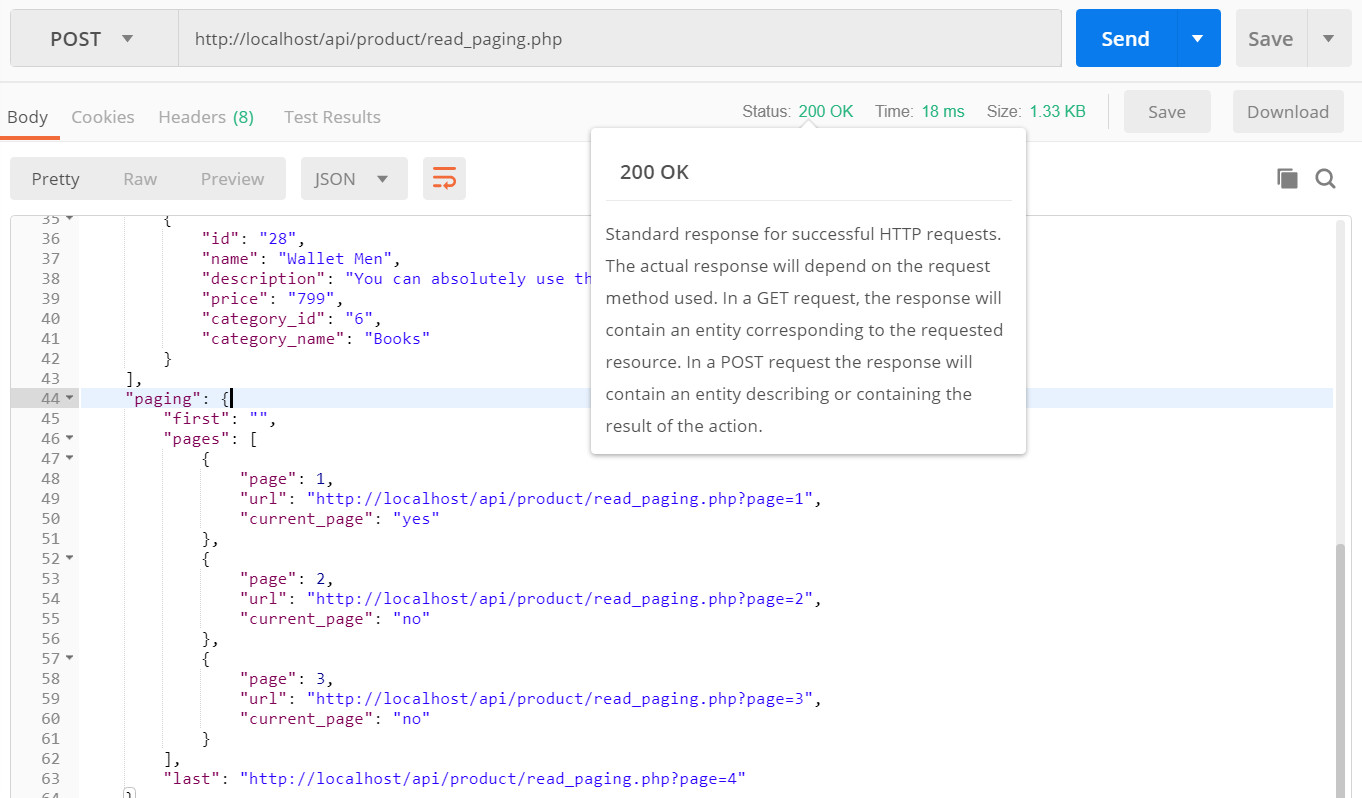 POST http://localhost/api/product/read_paging.php Send Save
Body Cookies Headers (8) Test Results Status: 200 OK Time: 18 ms Size: 1.33 KB Save Download
Pretty Raw Preview JSON
200 OK
Standard response for successful HTTP requests.
The actual response will depend on the request
method used. In a GET request, the response will
contain an entity corresponding to the requested
resource. In a POST request the response will
contain an entity describing or containing the
result of the action.
35 {
36 "id": "28",
37 "name": "Wallet Men",
38 "description": "You can absolutely use th
39 "price": "799",
40 "category_id": "6",
41 "category_name": "Books"
42 }
43 ],
44 "paging": {
45 "first": "",
46 "pages": [
47 {
48 "page": 1,
49 "url": "http://localhost/api/product/read_paging.php?page=1",
50 "current_page": "yes"
51 },
52 {
53 "page": 2,
54 "url": "http://localhost/api/product/read_paging.php?page=2",
55 "current_page": "no"
56 },
57 {
58 "page": 3,
59 "url": "http://localhost/api/product/read_paging.php?page=3",
60 "current_page": "no"
61 }
62 ],
63 "last": "http://localhost/api/product/read_paging.php?page=4"
64 }